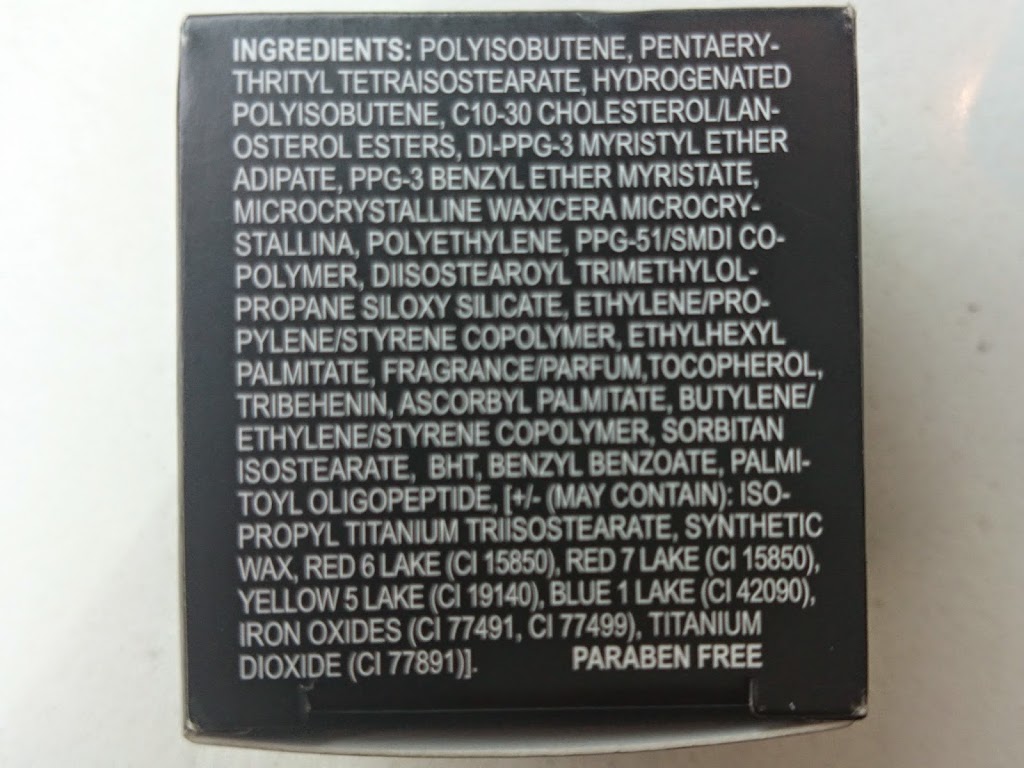 INGREDIENTS: POLYISOBUTENE, PENTAERY-
THRITYL TETRAISOSTEARATE, HYDROGENATED
POLYISOBUTENE, C10-30 CHOLESTEROL/LAN-
OSTEROL ESTERS, DI-PPG-3 MYRISTYL ETHER
ADIPATE, PPG-3 BENZYL ETHER MYRISTATE,
MICROCRYSTALLINE WAX/CERA MICROCRY-
STALLINA, POLYETHYLENE, PPG-51/SMDI CO-
POLYMER, DIISOSTEAROYL TRIMETHYLOL-
PROPANE SILOXY SILICATE, ETHYLENE/PRO-
PYLENE/STYRENE COPOLYMER, ETHYLHEXYL
PALMITATE, FRAGRANCE/PARFUM,TOCOPHEROL,
TRIBEHENIN, ASCORBYL PALMITATE, BUTYLENE/
ETHYLENE/STYRENE COPOLYMER, SORBITAN
ISOSTEARATE, BHT, BENZYL BENZOATE, PALMI-
TOYL OLIGOPEPTIDE, [+/- (MAY CONTAIN): ISO-
PROPYL TITANIUM TRIISOSTEARATE, SYNTHETIC
WAX, RED 6 LAKE (CI 15850), RED 7 LAKE (CI 15850),
YELLOW 5 LAKE (CI 19140), BLUE 1 LAKE (CI 42090),
IRON OXIDES (CI 77491, CI 77499), TITANIUM
DIOXIDE (CI 77891)]. PARABEN FREE